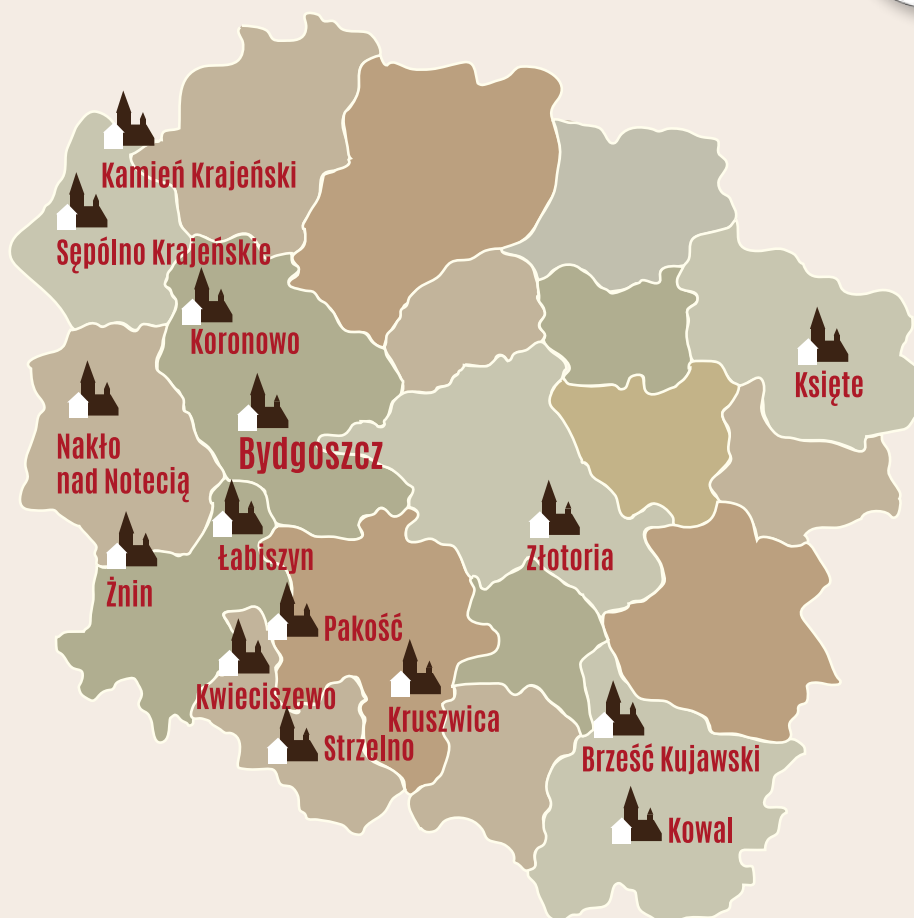 Kamień Krajeński
Sępólno Krajeńskie
Koronowo
Księte
Nakło
nad Notecią
Bydgoszcz
Łabiszyn
Złotoria
Żnin
Pakość
Kwieciszewo
Kruszwica
Strzelno
Brześć Kujawski
Kowal